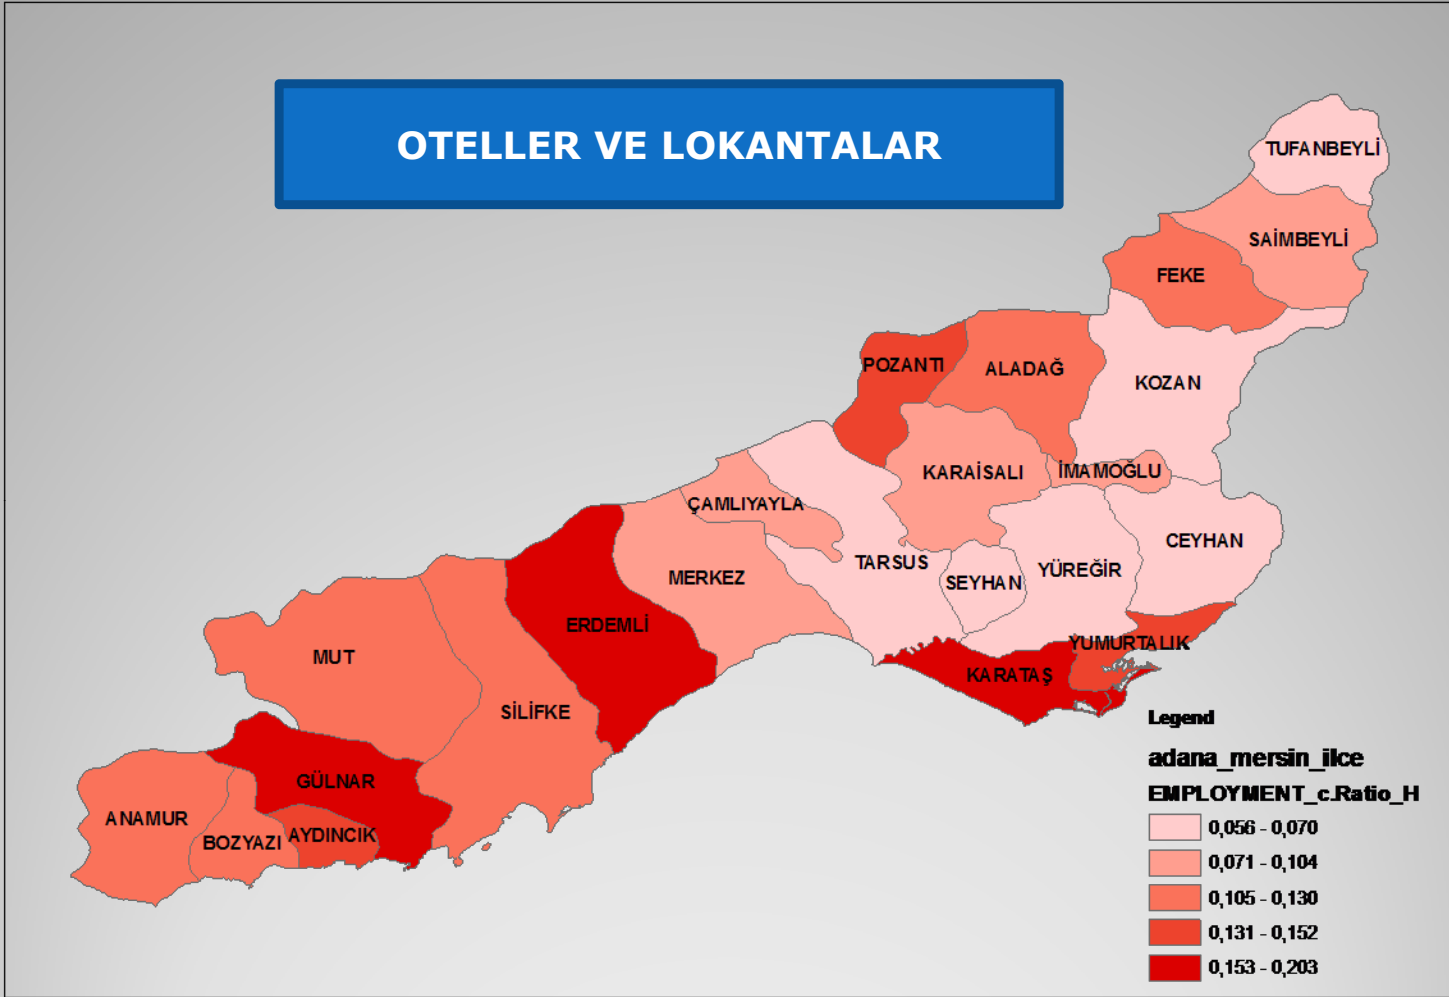 OTELLER VE LOKANTALAR
TUFANBEYLİ
SAİMBEYLİ
FEKE
POZANTI
ALADAĞ
KOZAN
KARAİSALI
İMAMOĞLU
ÇAMLIYAYLA
CEYHAN
TARSUS
YÜREĞİR
MERKEZ
SEYHAN
ERDEMLİ
YUMURTALIK
MUT
KARATAŞ
SİLİFKE
GÜLNAR
ANAMUR
BOZYAZI
AYDINCIK
Legend
adana_mersin_ilce
EMPLOYMENT_c.Ratio_H
0,056 - 0,070
0,071 - 0,104
0,105 - 0,130
0,131 - 0,152
0,153 - 0,203